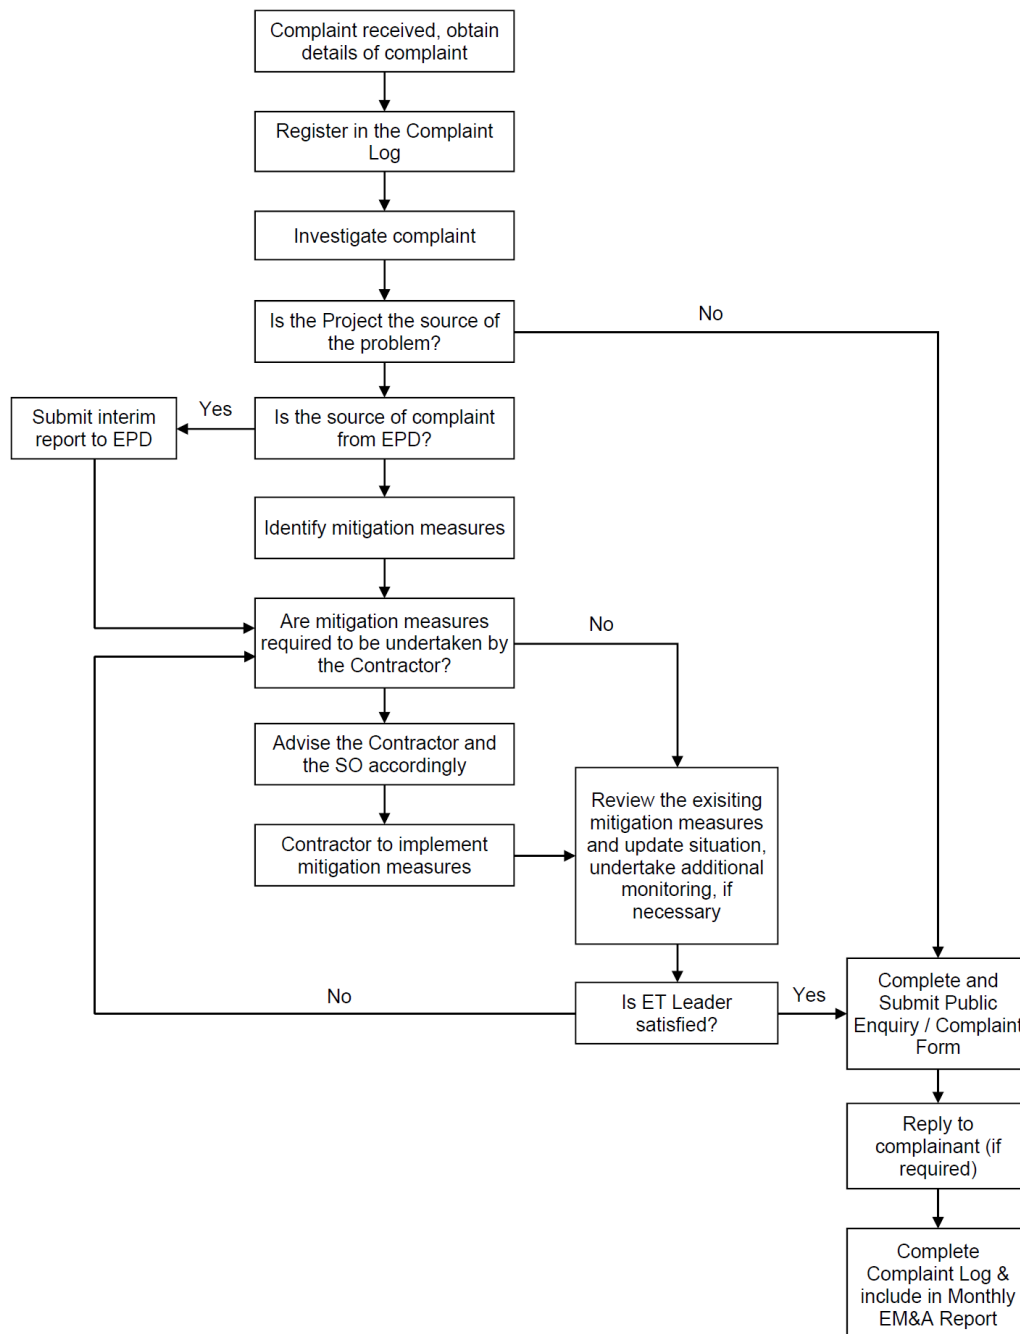 Complaint received, obtain
details of complaint
Register in the Complaint
Log
Investigate complaint
Is the Project the source of
the problem?
No
Submit interim
report to EPD
Yes
Is the source of complaint
from EPD?
Identify mitigation measures
Are mitigation measures
required to be undertaken by
the Contractor?
No
Advise the Contractor and
the SO accordingly
Contractor to implement
mitigation measures
Review the exisiting
mitigation measures
and update situation,
undertake additional
monitoring, if
necessary
No
Is ET Leader
satisfied?
Yes
Complete and
Submit Public
Enquiry / Complaint
Form
Reply to
complainant (if
required)
Complete
Complaint Log &
include in Monthly
EM&A Report